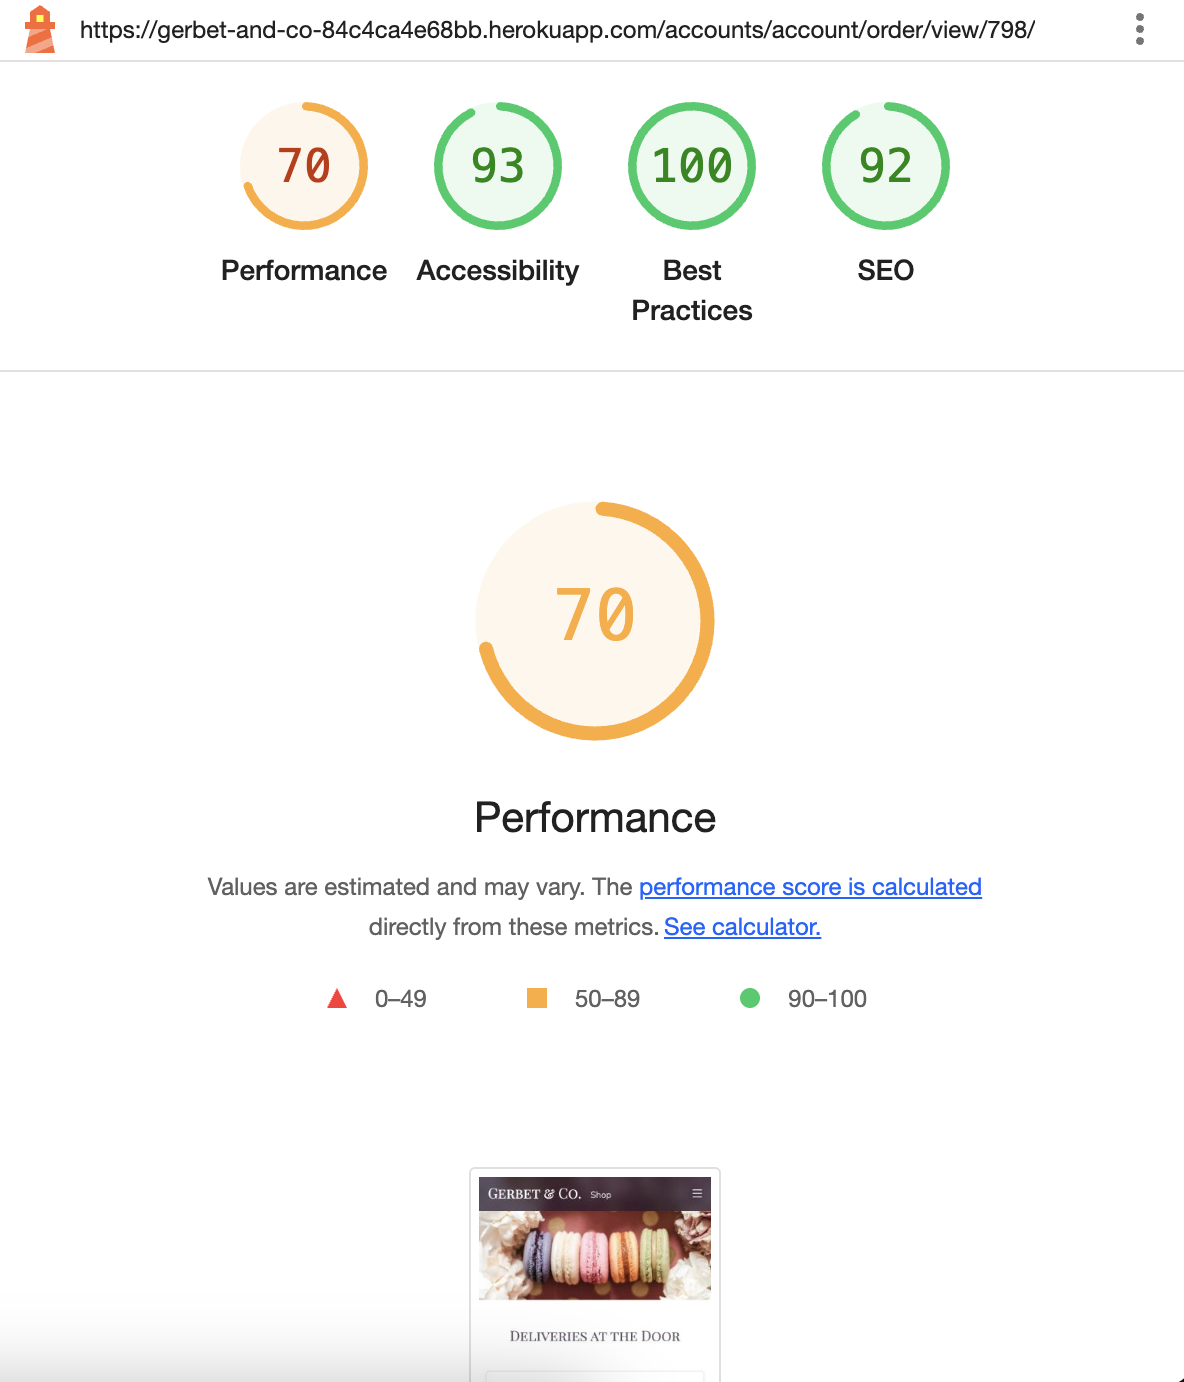 https://gerbet-and-co-84c4ca4e68bb.herokuapp.com/accounts/account/order/view/798/
70
93
100
92
Performance
Accessibility
Best
Practices
SEO
70
Performance
Values are estimated and may vary. The performance score is calculated
directly from these metrics. See calculator.
0–49
50–89
90–100
GERBET & CO. Shop
DELIVERIES AT THE DOOR